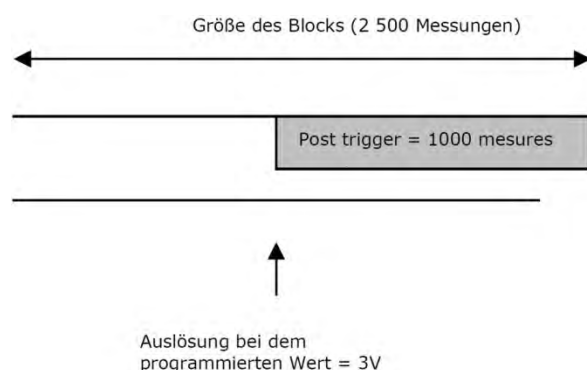 Größe des Blocks (2 500 Messungen)
Post trigger = 1000 mesures
Auslösung bei dem
programmierten Wert = 3V